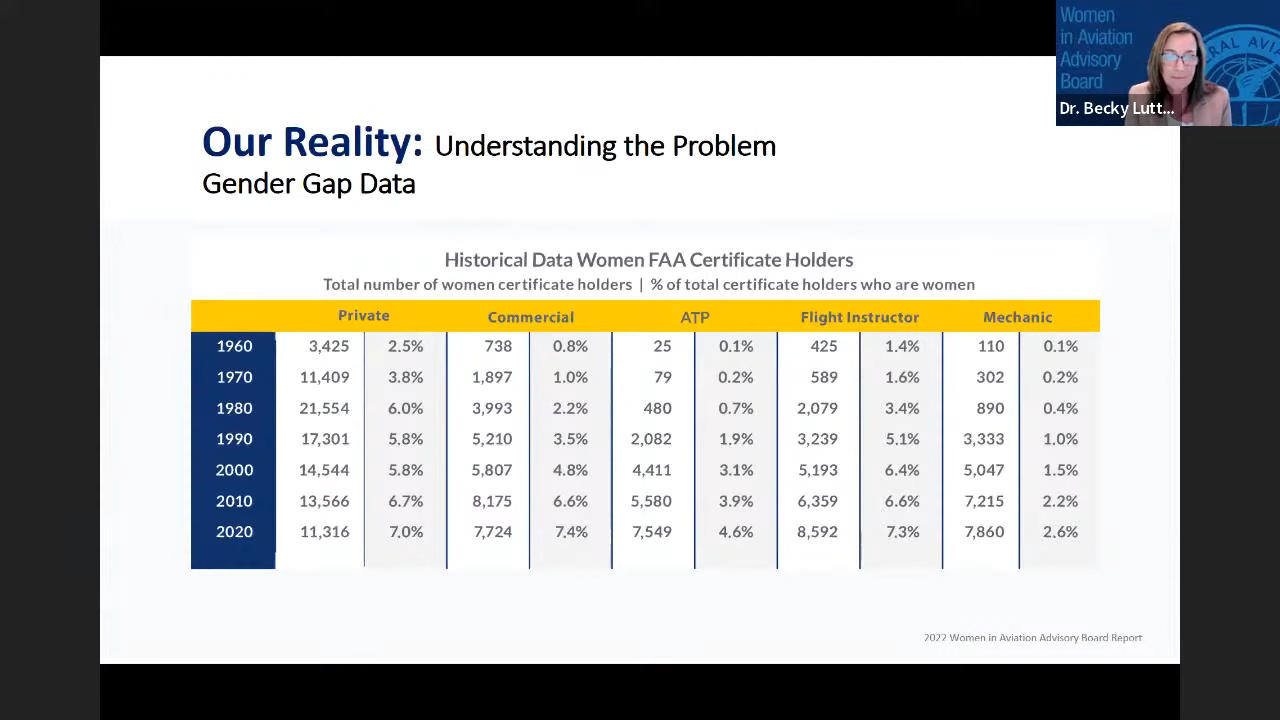 Women
in Aviation
Advisory
Board
RAL AVIA
Dr. Becky Lutt...
Our Reality: Understanding the Problem
Gender Gap Data
Historical Data Women FAA Certificate Holders
Total number of women certificate holders | % of total certificate holders who are women
Private Commercial ATP Flight Instructor Mechanic
1960 3,425 2.5% 738 0.8% 25 0.1% 425 1.4% 110 0.1%
1970 11,409 3.8% 1,897 1.0% 79 0.2% 589 1.6% 302 0.2%
1980 21,554 6.0% 3,993 2.2% 480 0.7% 2,079 3.4% 890 0.4%
1990 17,301 5.8% 5,210 3.5% 2,082 1.9% 3,239 5.1% 3,333 1.0%
2000 14,544 5.8% 5,807 4.8% 4,411 3.1% 5,193 6.4% 5,047 1.5%
2010 13,566 6.7% 8,175 6.6% 5,580 3.9% 6,359 6.6% 7,215 2.2%
2020 11,316 7.0% 7,724 7.4% 7,549 4.6% 8,592 7.3% 7,860 2.6%
2022 Women in Aviation Advisory Board Report